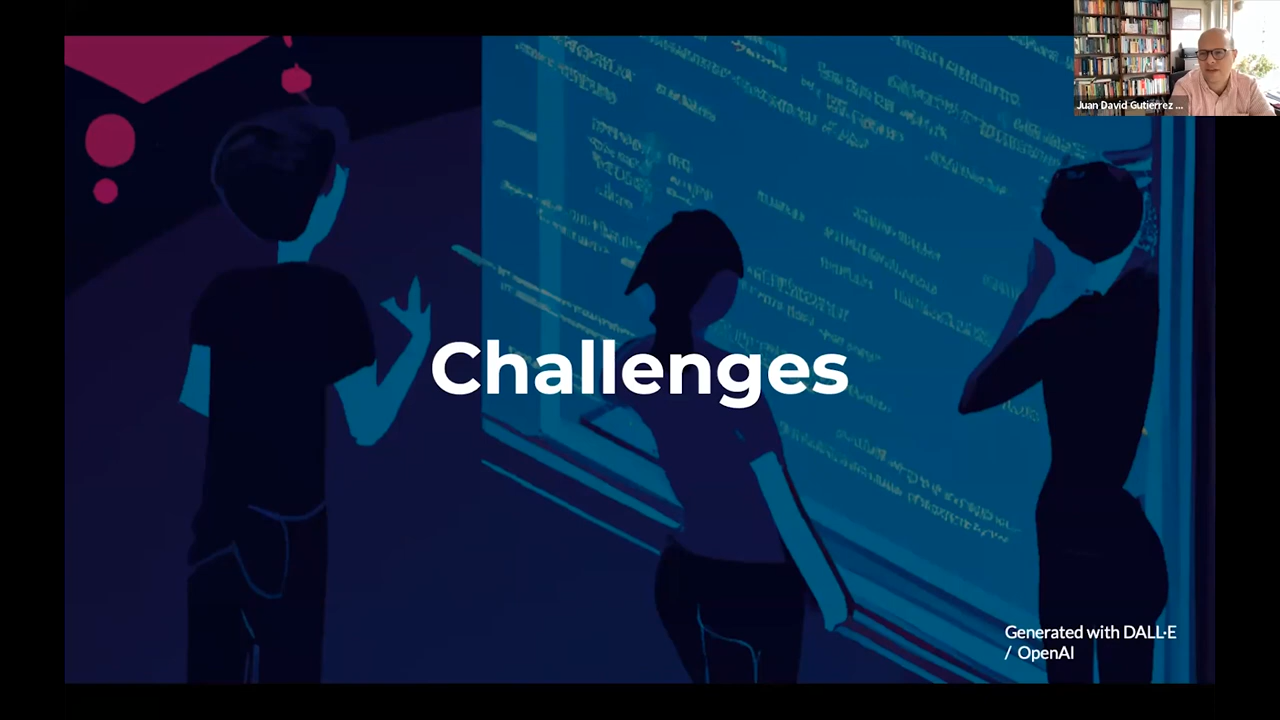 Juan David Gutiérrez ...
Challenges
Generated with DALL·E
/ OpenAI